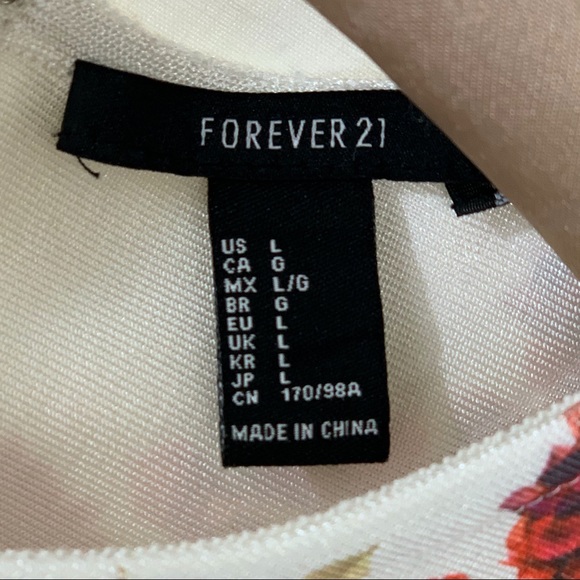 FOREVER 21
US L
CA G
MX L/G
BR G
EU L
UK L
KR L
JP L
CN 170/98A
MADE IN CHINA